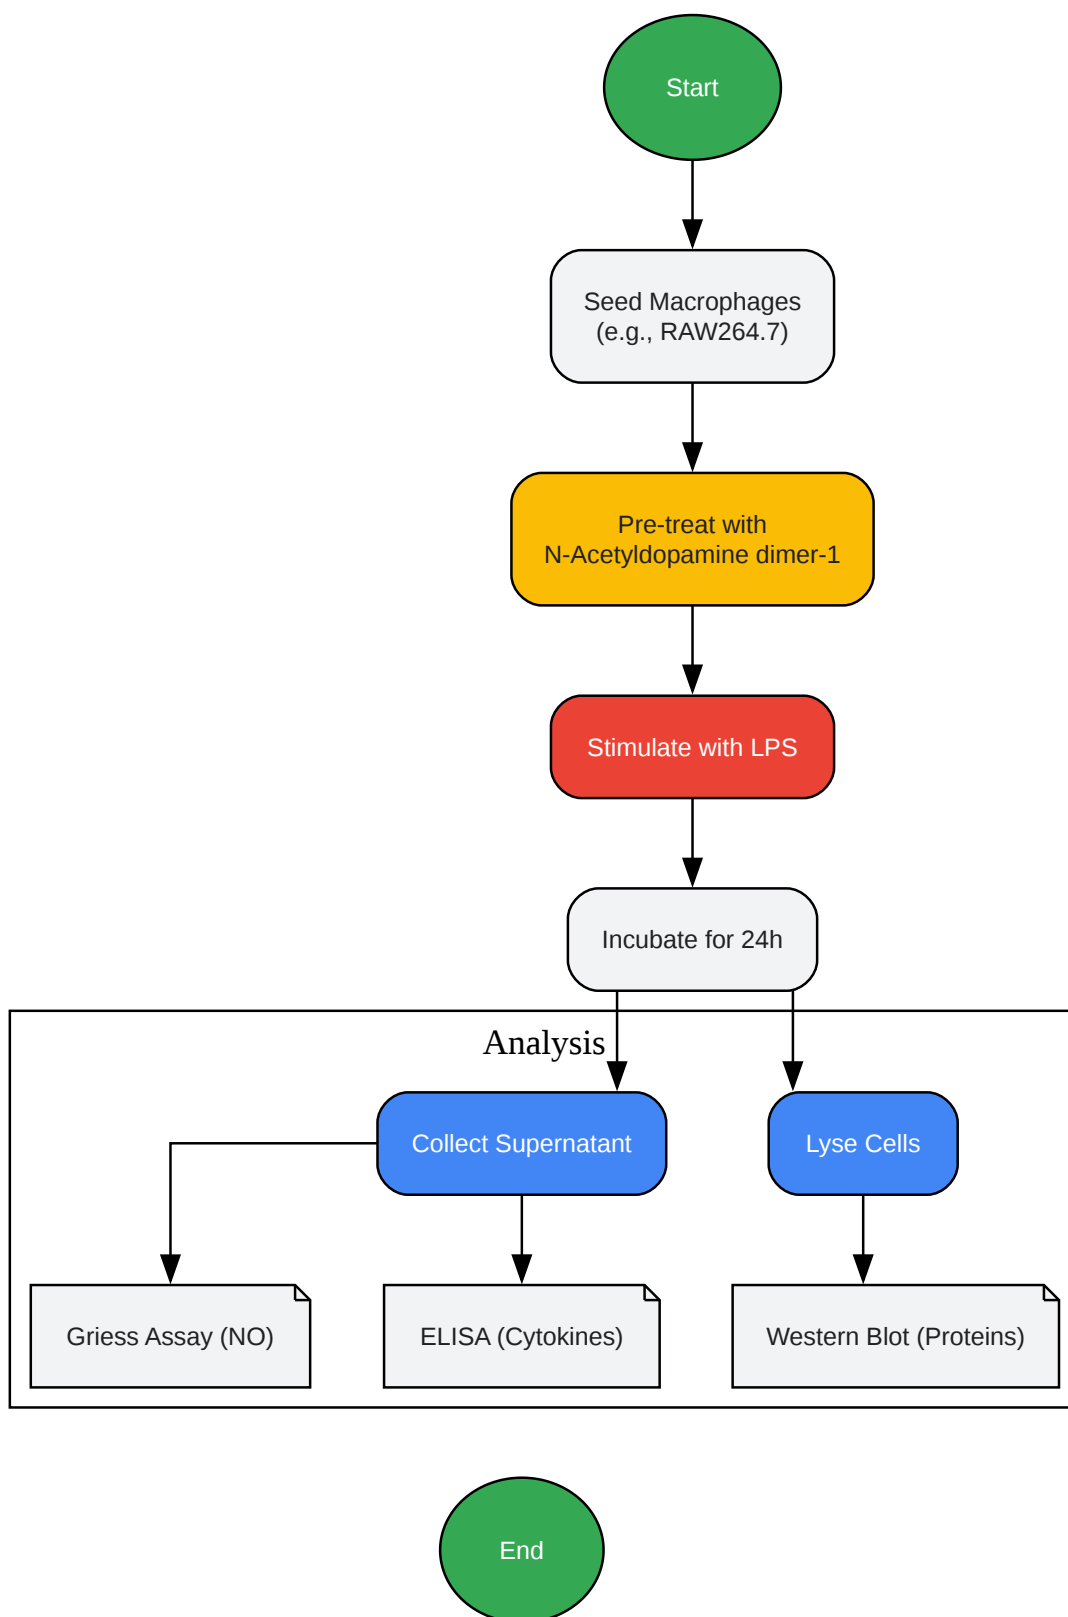 Start
Seed Macrophages
(e.g., RAW264.7)
Pre-treat with
N-Acetyldopamine dimer-1
Stimulate with LPS
Incubate for 24h
Analysis
Collect Supernatant
Lyse Cells
Griess Assay (NO)
ELISA (Cytokines)
Western Blot (Proteins)
End